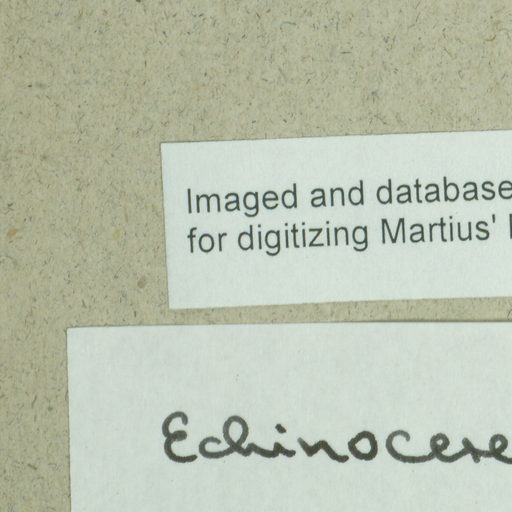 Imaged and database
for digitizing Martius'
Echinocere